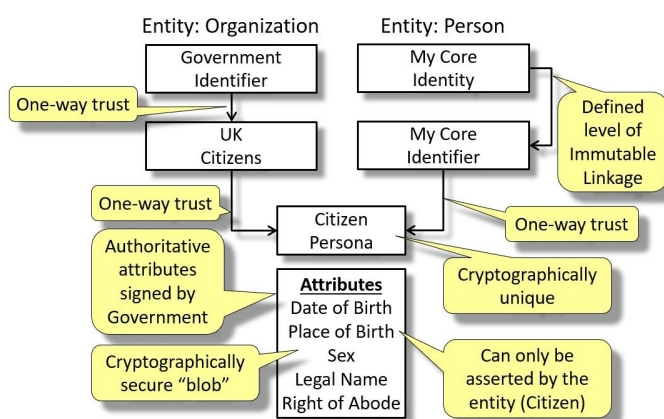 Entity: Organization
Entity: Person
Government
Identifier
My Core
Identity
One-way trust
Defined
level of
Immutable
Linkage
UK
Citizens
My Core
Identifier
One-way trust
Citizen
Persona
One-way trust
Authoritative
attributes
signed by
Government
Cryptographically
unique
Attributes
Date of Birth
Place of Birth
Sex
Legal Name
Right of Abode
Cryptographically
secure “blob”
Can only be
asserted by the
entity (Citizen)